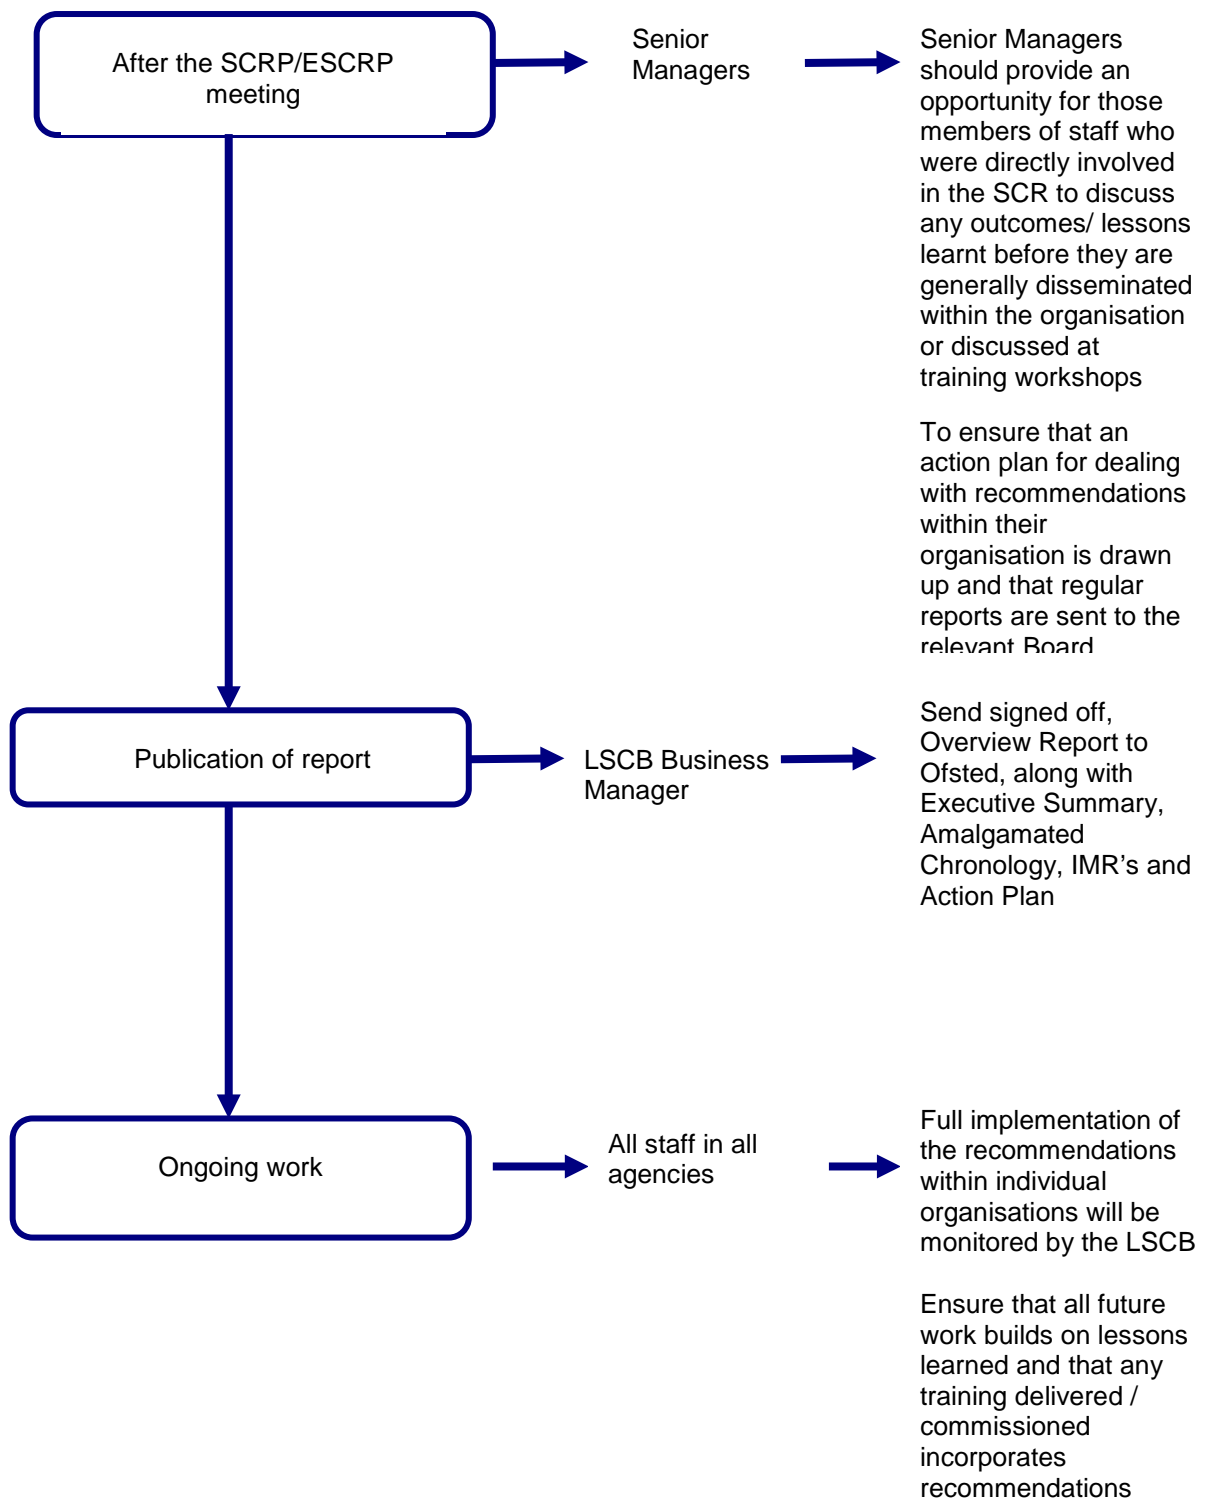 After the SCRP/ESCRP
meeting
Senior
Managers
Senior Managers
should provide an
opportunity for those
members of staff who
were directly involved
in the SCR to discuss
any outcomes/ lessons
learnt before they are
generally disseminated
within the organisation
or discussed at
training workshops
To ensure that an
action plan for dealing
with recommendations
within their
organisation is drawn
up and that regular
reports are sent to the
relevant Board
Publication of report
LSCB Business
Manager
Send signed off,
Overview Report to
Ofsted, along with
Executive Summary,
Amalgamated
Chronology, IMR's and
Action Plan
Ongoing work
All staff in all
agencies
Full implementation of
the recommendations
within individual
organisations will be
monitored by the LSCB
Ensure that all future
work builds on lessons
learned and that any
training delivered /
commissioned
incorporates
recommendations